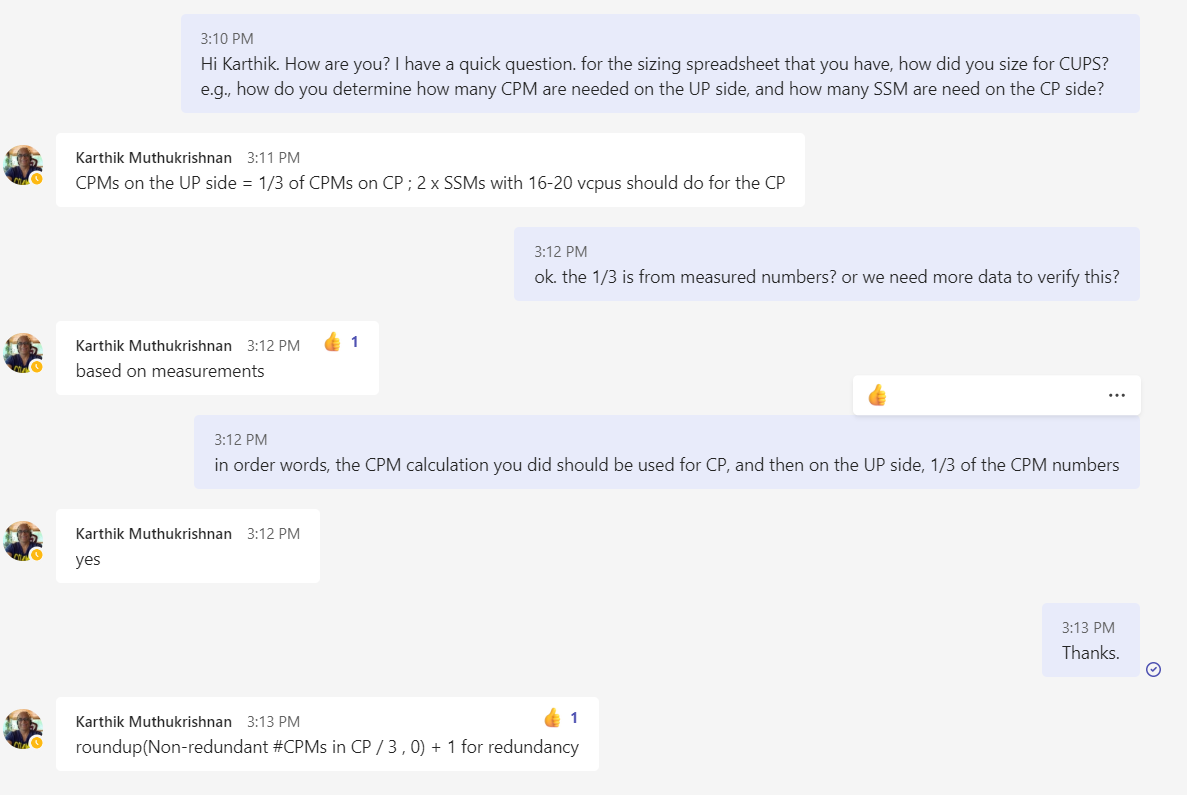 3:10 PM
Hi Karthik. How are you? I have a quick question. for the sizing spreadsheet that you have, how did you size for CUPS?
e.g., how do you determine how many CPM are needed on the UP side, and how many SSM are need on the CP side?
Karthik Muthukrishnan 3:11 PM
CPMs on the UP side = 1/3 of CPMs on CP ; 2 x SSMs with 16-20 vcpus should do for the CP
3:12 PM
ok. the 1/3 is from measured numbers? or we need more data to verify this?
Karthik Muthukrishnan 3:12 PM 1
based on measurements
3:12 PM
in order words, the CPM calculation you did should be used for CP, and then on the UP side, 1/3 of the CPM numbers
Karthik Muthukrishnan 3:12 PM
yes
3:13 PM
Thanks.
Karthik Muthukrishnan 3:13 PM 1
roundup(Non-redundant #CPMs in CP / 3 , 0) + 1 for redundancy